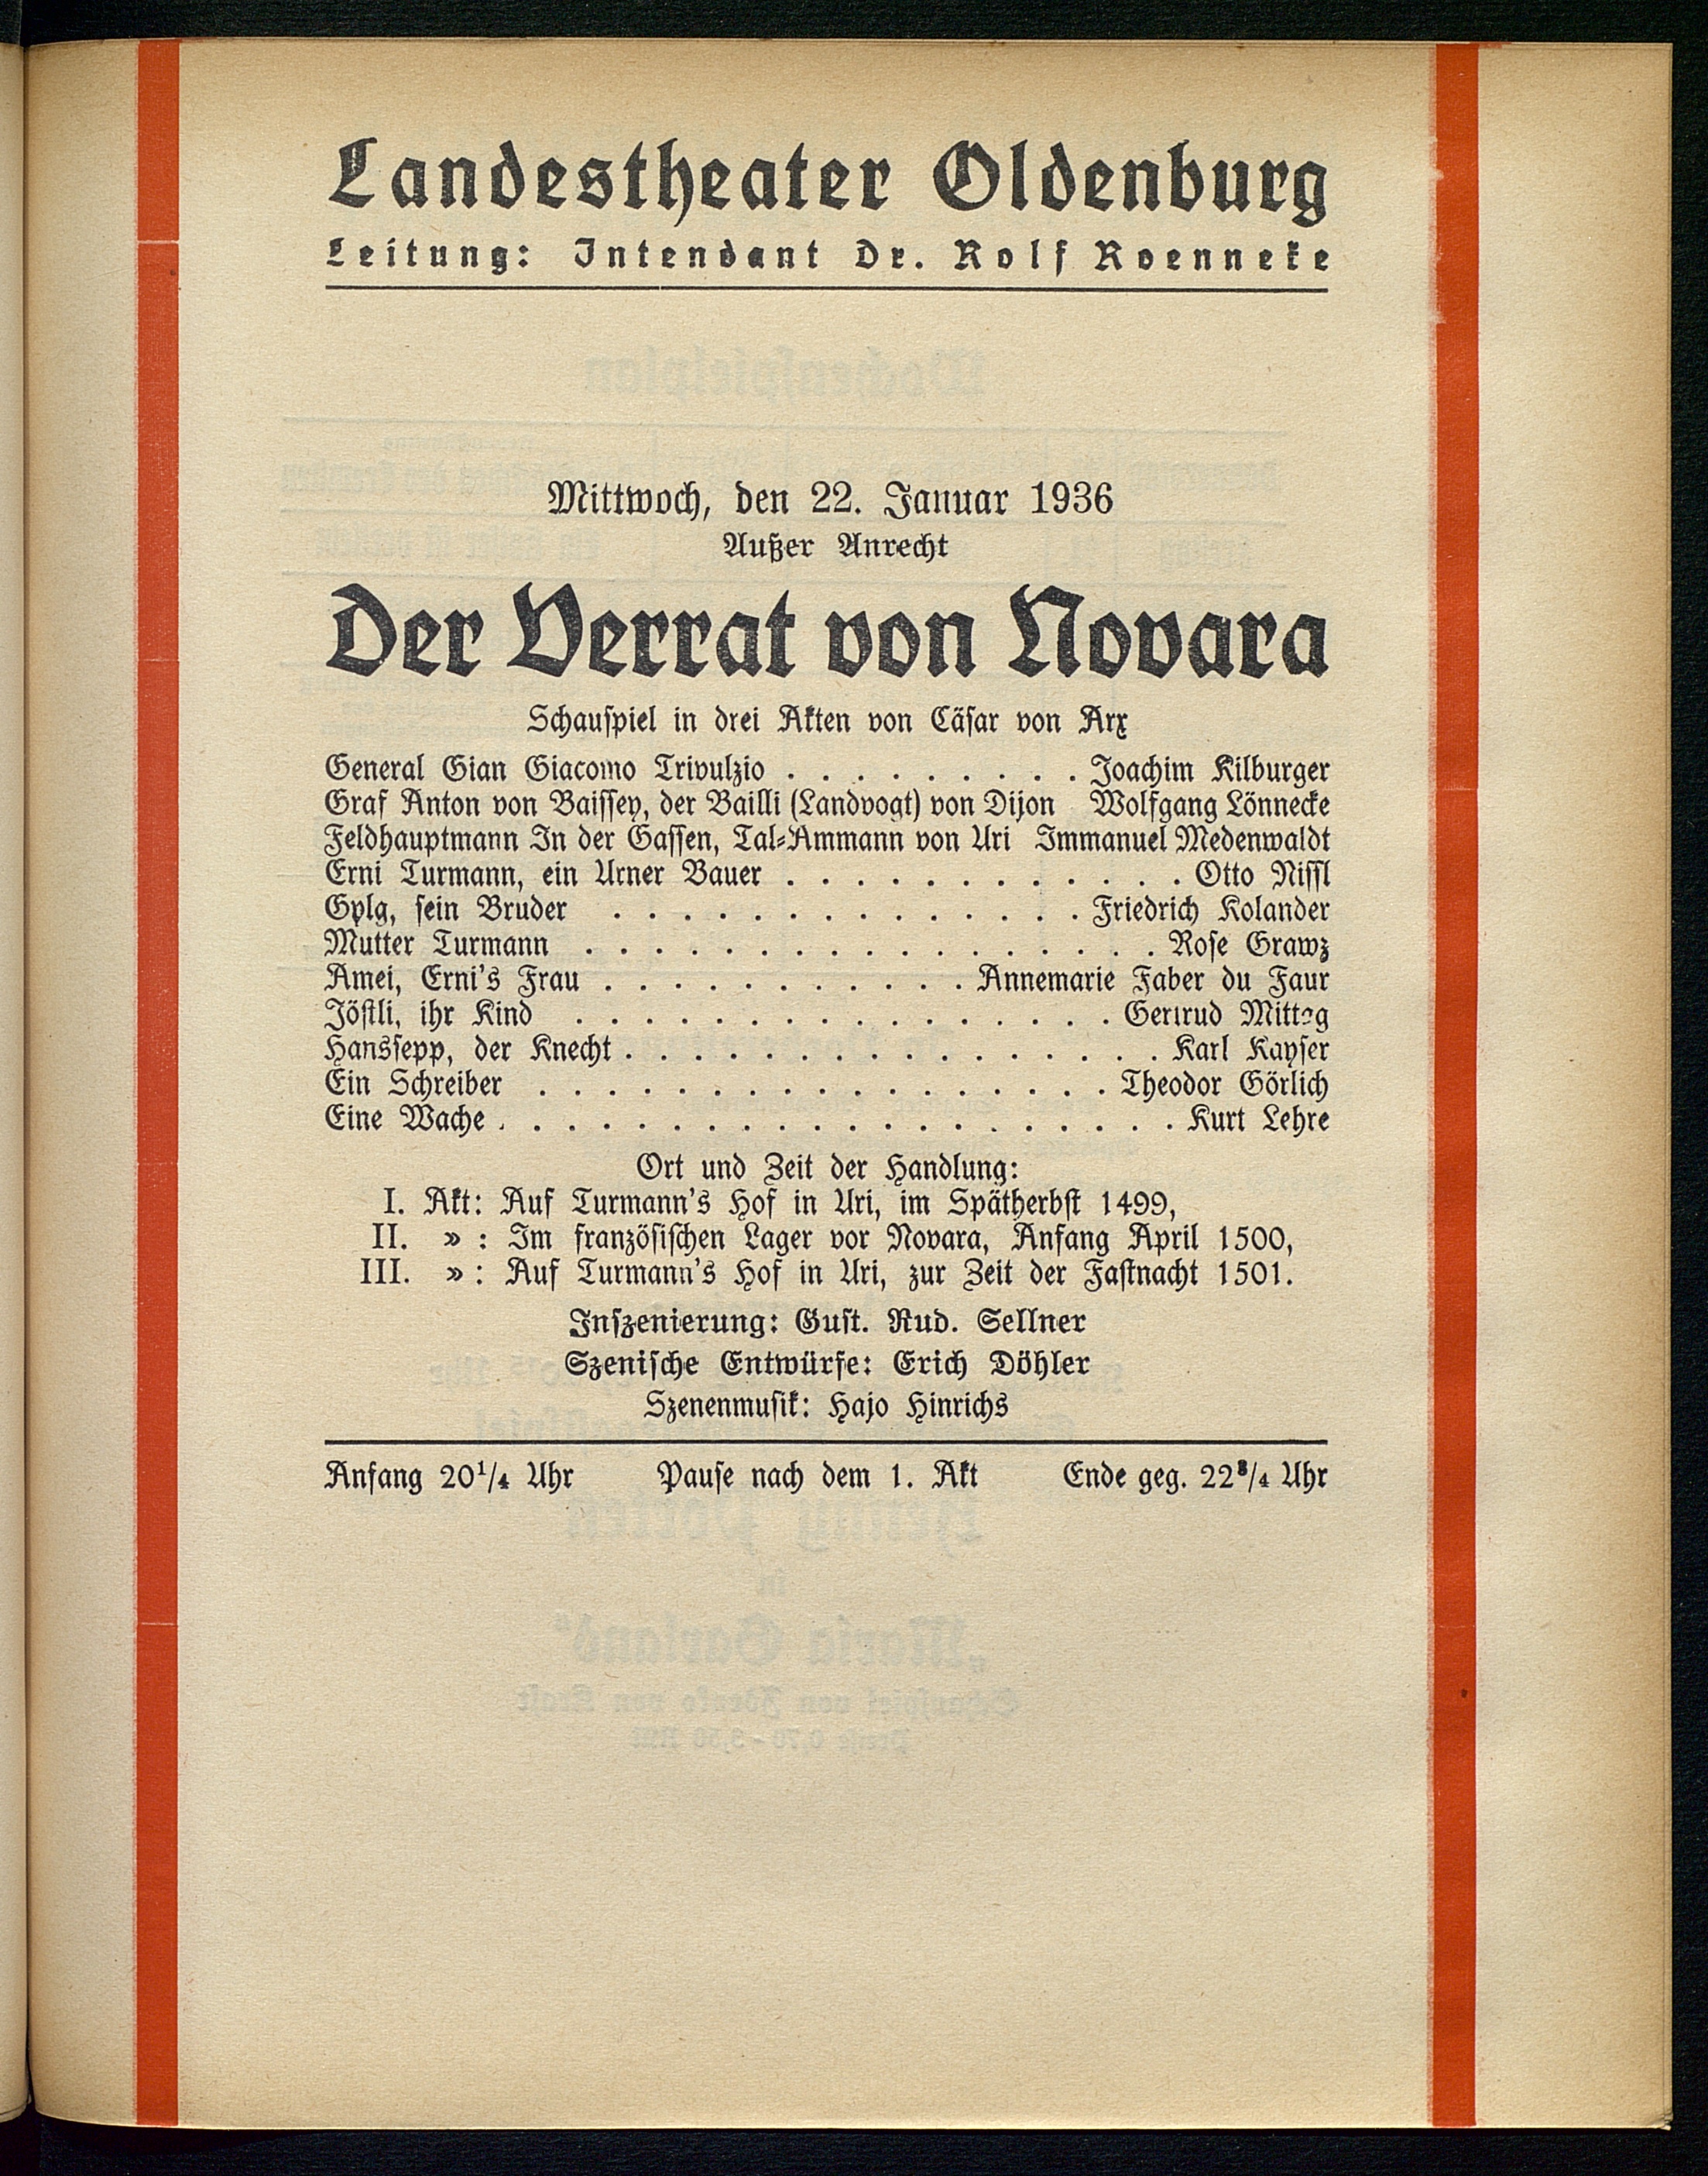 Landestheater Oldenburg
Leitung: Intendant Dr. Rolf Roenneke
Mittwoch, den 22. Januar 1936
Außer Anrecht
Der Verrat von Novara
Schauspiel in drei Akten von Cäsar von Arx
General Gian Giacomo Trivulzio . . . . . . . . . Joachim Kilburger
Graf Anton von Baissey, der Bailli (Landvogt) von Dijon Wolfgang Lönnecke
Feldhauptmann In der Gassen, Tal-Ammann von Uri Immanuel Medenwaldt
Erni Turmann, ein Urner Bauer . . . . . . . . . . . . Otto Nissl
Gylg, sein Bruder . . . . . . . . . . . . . . Friedrich Kolander
Mutter Turmann . . . . . . . . . . . . . . . . . Rose Grawz
Amei, Erni's Frau . . . . . . . . . . . Annemarie Faber du Faur
Jöstli, ihr Kind . . . . . . . . . . . . . . . . Gertrud Mittag
Hanssepp, der Knecht . . . . . . . . . . . . . . . . Karl Kayser
Ein Schreiber . . . . . . . . . . . . . . . . . Theodor Görlich
Eine Wache . . . . . . . . . . . . . . . . . . . . Kurt Lehre
Ort und Zeit der Handlung:
I. Akt: Auf Turmann's Hof in Uri, im Spätherbst 1499,
II. » : Im französischen Lager vor Novara, Anfang April 1500,
III. » : Auf Turmann's Hof in Uri, zur Zeit der Fastnacht 1501.
Inszenierung: Gust. Rud. Sellner
Szenische Entwürfe: Erich Döhler
Szenenmusik: Hajo Hinrichs
Anfang 20¹/₄ Uhr Pause nach dem 1. Akt Ende geg. 22³/₄ Uhr